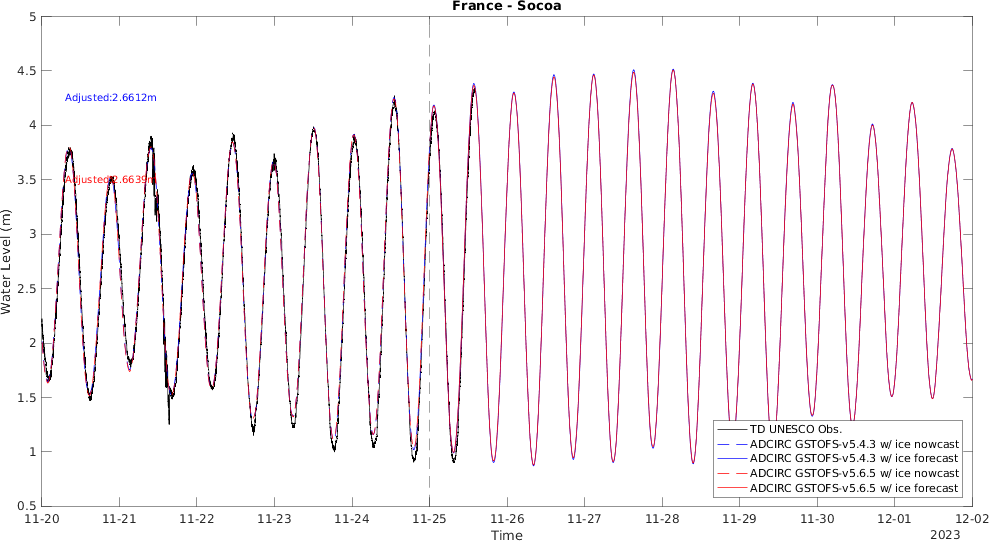 France - Socoa
5
4.5
4
3.5
3
2.5
2
1.5
1
0.5
Water Level (m)
Adjusted:2.6612m
Adjusted:2.6639m
TD UNESCO Obs.
ADCIRC GSTOFS-v5.4.3 w/ ice nowcast
ADCIRC GSTOFS-v5.4.3 w/ ice forecast
ADCIRC GSTOFS-v5.6.5 w/ ice nowcast
ADCIRC GSTOFS-v5.6.5 w/ ice forecast
11-20 11-21 11-22 11-23 11-24 11-25 11-26 11-27 11-28 11-29 11-30 12-01 12-02
Time
2023